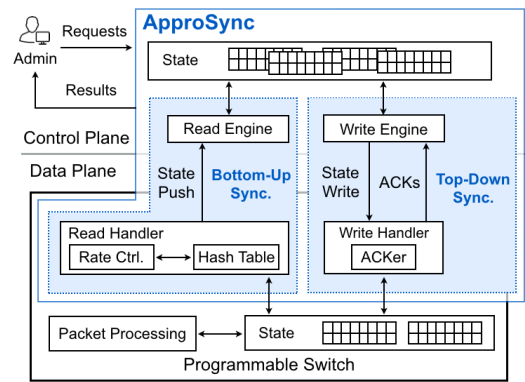 ApproSync
Requests
Admin
State
Results
Control Plane
Data Plane
Read Engine
Write Engine
State
Push
Bottom-Up
Sync.
State
Write
ACKs
Top-Down
Sync.
Read Handler
Rate Ctrl.
Hash Table
Write Handler
ACKer
Packet Processing
State
Programmable Switch